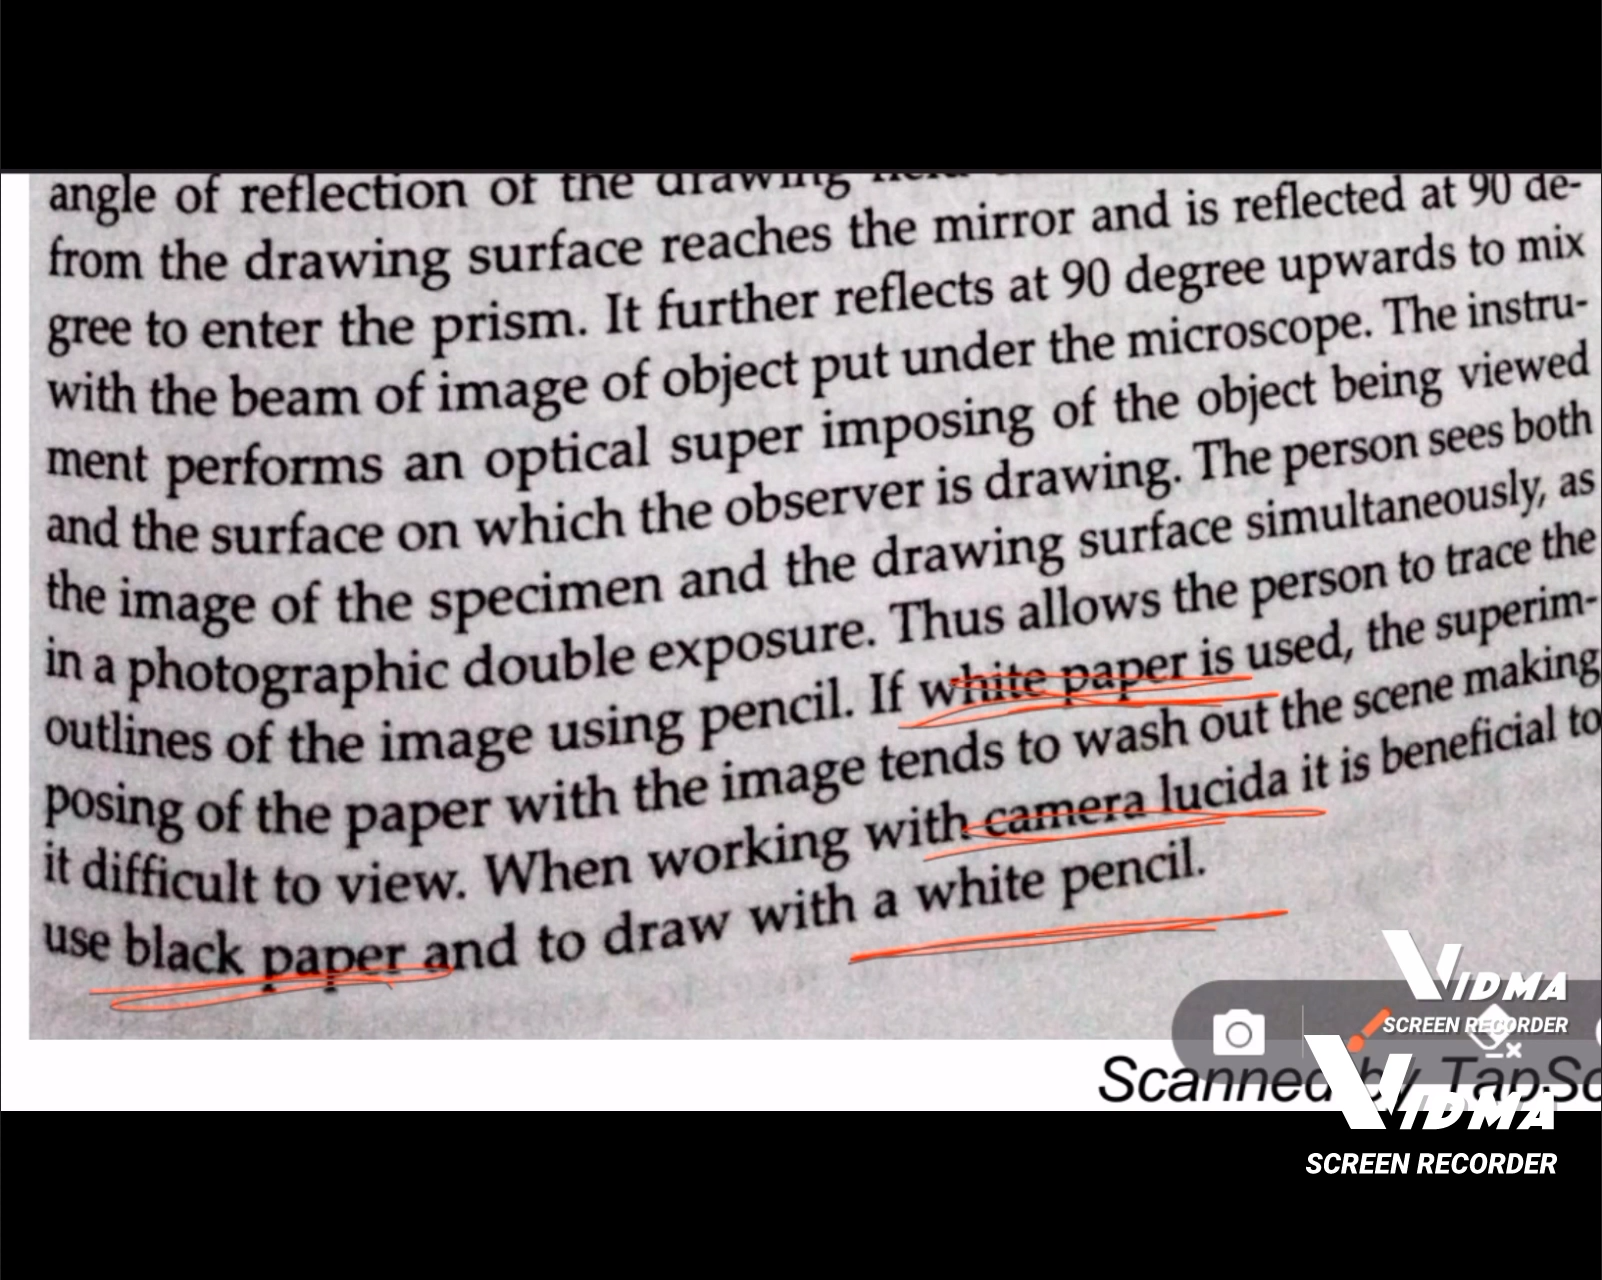 angle of reflection of the drawing
from the drawing surface reaches the mirror and is reflected at 90 de-
gree to enter the prism. It further reflects at 90 degree upwards to mix
with the beam of image of object put under the microscope. The instru-
ment performs an optical super imposing of the object being viewed
and the surface on which the observer is drawing. The person sees both
the image of the specimen and the drawing surface simultaneously, as
in a photographic double exposure. Thus allows the person to trace the
outlines of the image using pencil. If white paper is used, the superim-
posing of the paper with the image tends to wash out the scene making
it difficult to view. When working with camera lucida it is beneficial to
use black paper and to draw with a white pencil.
VIDMA
SCREEN RECORDER
Scanned by TapSc
VIDMA
SCREEN RECORDER